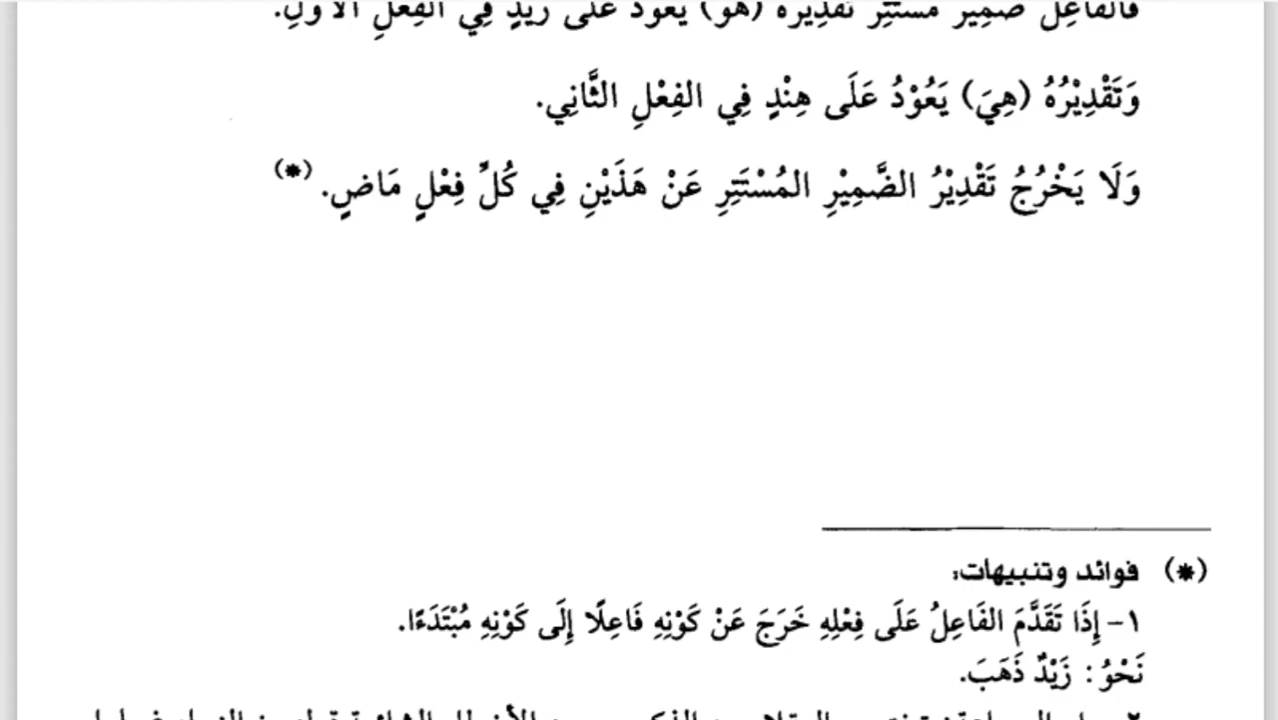 فالفاعل ضمير مستتر تقديره (هو) يعود على زيد في الفعل الأول.
وَتَقْدِيْرُهُ (هِيَ) يَعُوْدُ عَلَى هِنْدٍ فِي الفِعْلِ الثَّانِي.
وَلَا يَخْرُجُ تَقْدِيْرُ الضَّمِيْرِ المُسْتَتِرِ عَنْ هَذَيْنِ فِي كُلِّ فِعْلٍ مَاضٍ. (*)
(*) فوائد وتنبيهات:
١- إِذَا تَقَدَّمَ الفَاعِلُ عَلَى فِعْلِهِ خَرَجَ عَنْ كَوْنِهِ فَاعِلًا إِلَى كَوْنِهِ مُبْتَدَءًا.
نَحْوُ: زَيْدٌ ذَهَبَ.